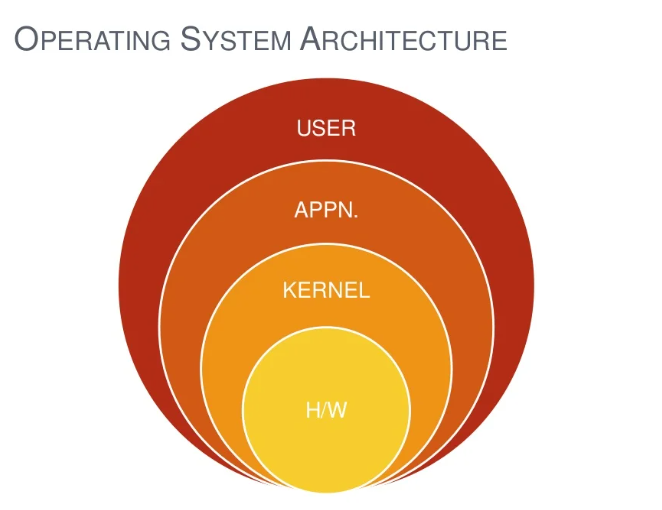 OPERATING SYSTEM ARCHITECTURE
USER
APPN.
KERNEL
H/W